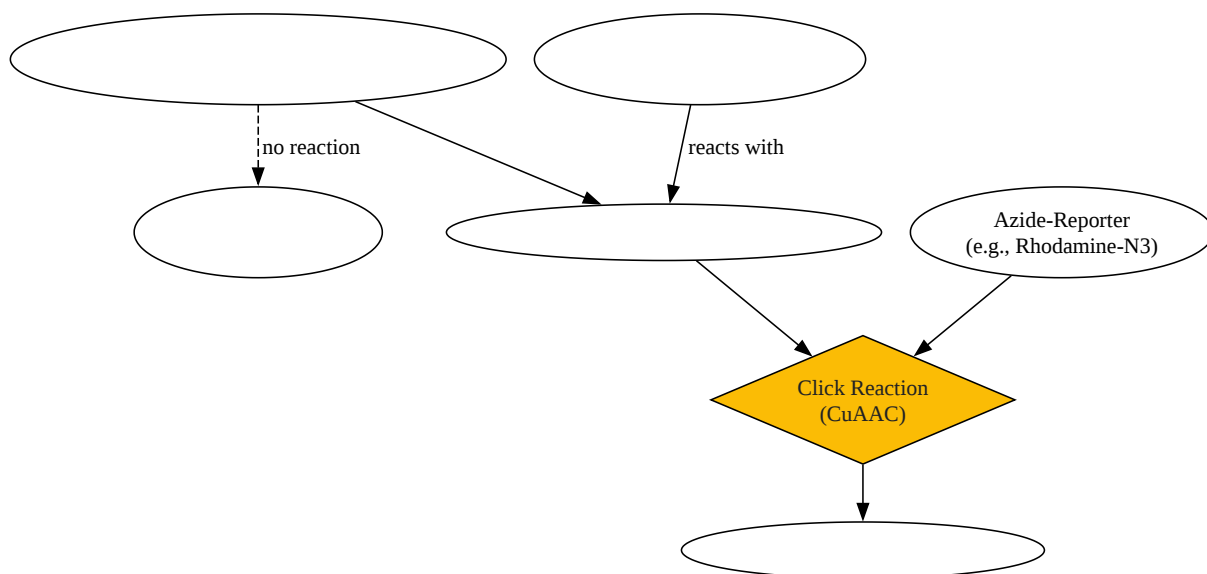 no reaction
reacts with
Azide-Reporter
(e.g., Rhodamine-N3)
Click Reaction
(CuAAC)